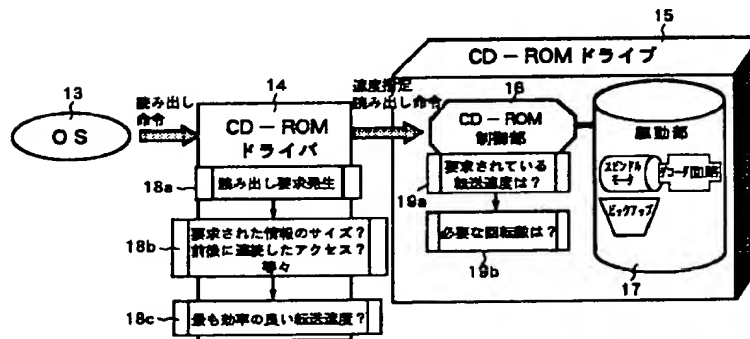 13
OS
読み出し
命令
14
CD-ROM
ドライバ
18a
読み出し要求発生
18b
要求された情報のサイズ?
前後に連続したアクセス?
等々
18c
最も効率の良い転送速度?
速度指定
読み出し命令
15
CD-ROMドライブ
16
CD-ROM
制御部
19a
要求されている
転送速度は?
必要な回転数は?
19b
駆動部
スピンドル
モータ
デコーダ回路
ピックアップ
17